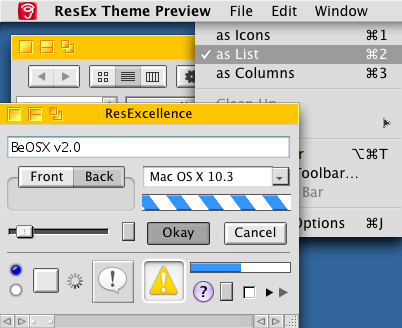 ResEx Theme Preview File Edit Window
as Icons ⌘1
✓ as List ⌘2
as Columns ⌘3
Clean Up
ResExcellence
BeOSX v2.0
Front Back
Mac OS X 10.3
r ⌥⌘T
oolbar...
Bar
Options ⌘J
Okay Cancel